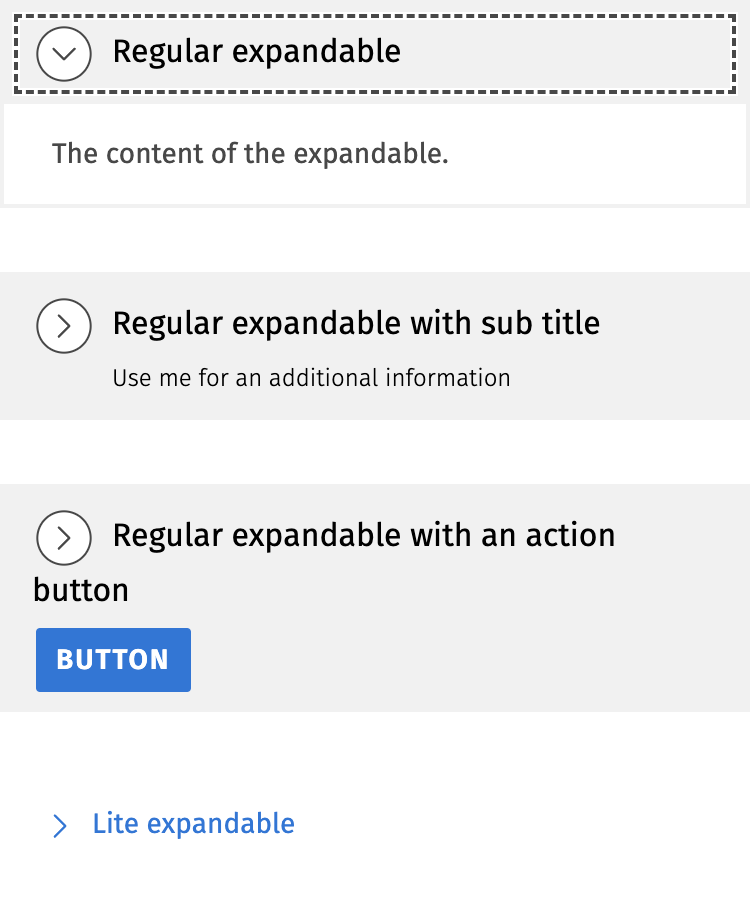 Regular expandable
The content of the expandable.
Regular expandable with sub title
Use me for an additional information
Regular expandable with an action
button
BUTTON
Lite expandable